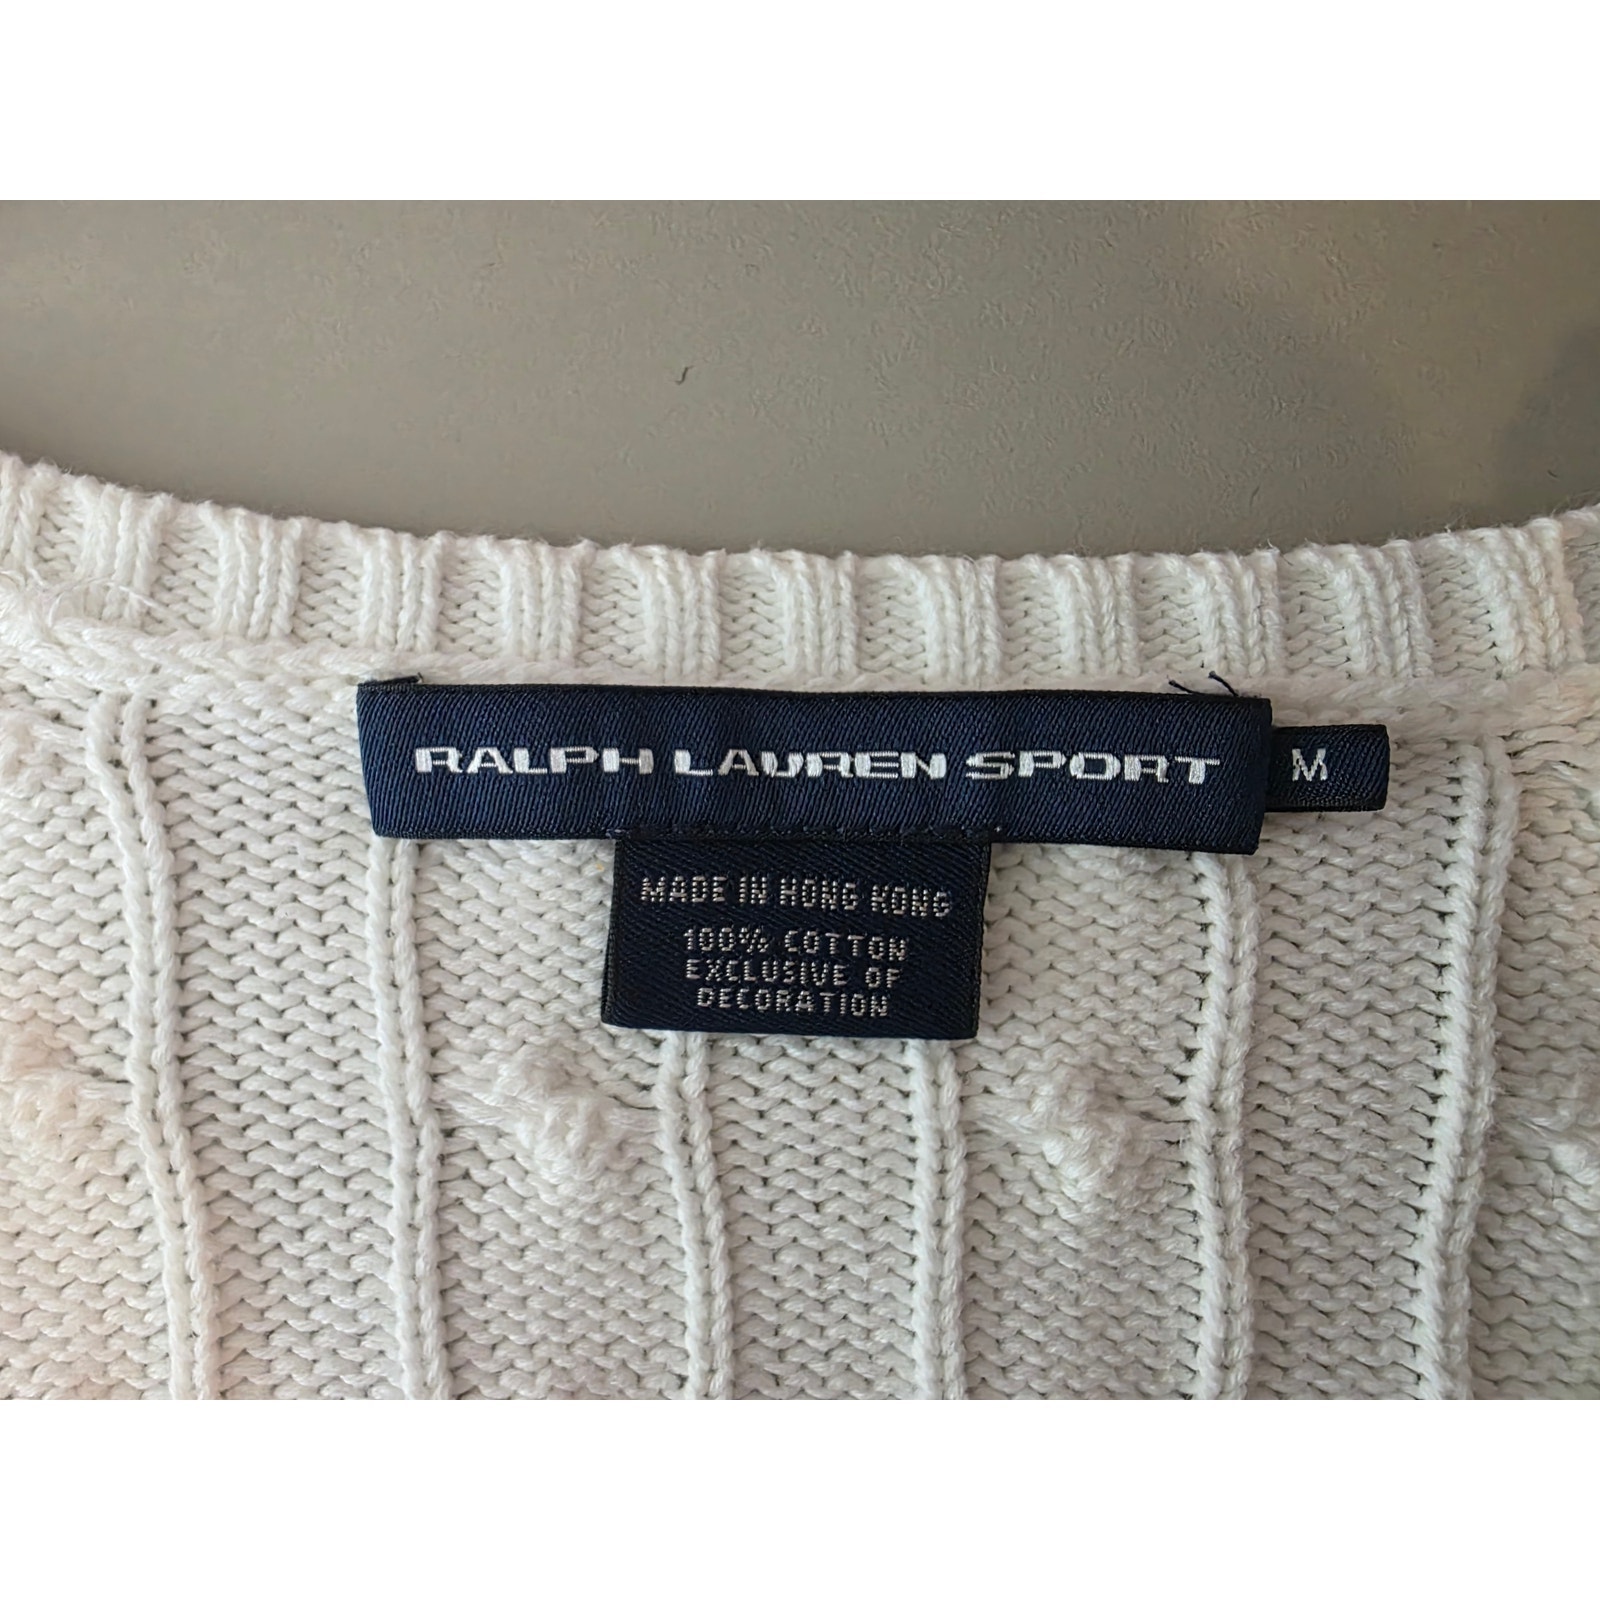 RALPH LAUREN SPORT
M
MADE IN HONG KONG
100% COTTON
EXCLUSIVE OF
DECORATION